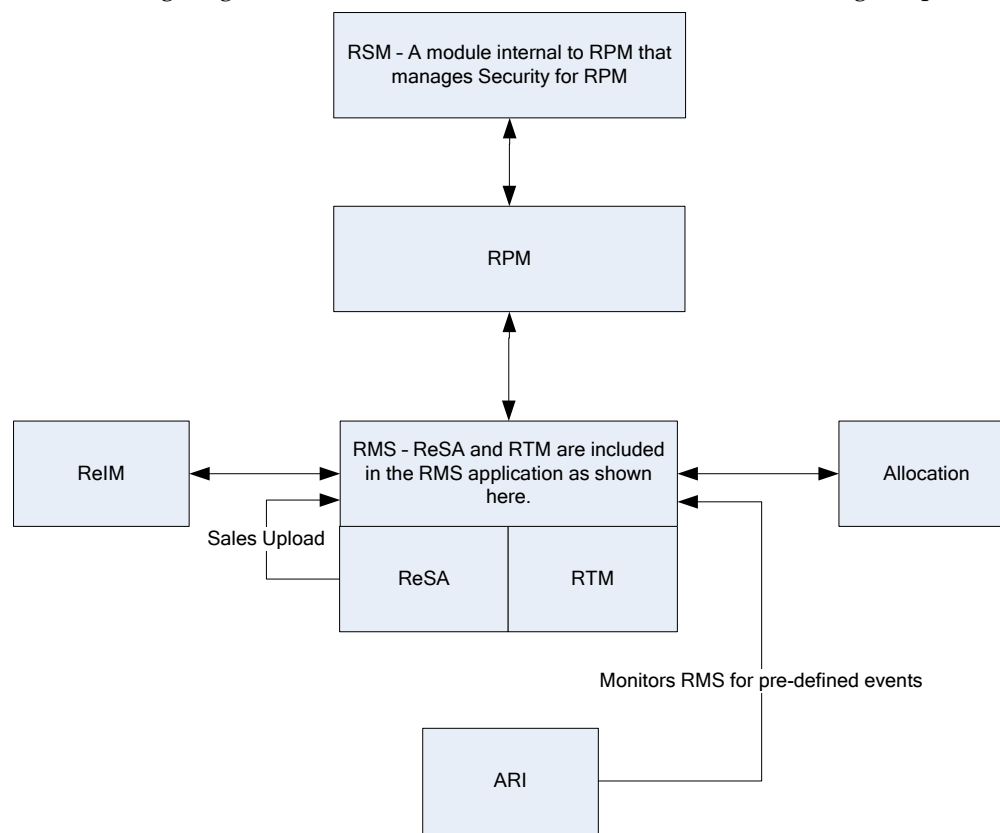 RSM - A module internal to RPM that
manages Security for RPM
RPM
ReIM
RMS - ReSA and RTM are included
in the RMS application as shown
here.
Allocation
Sales Upload
ReSA
RTM
Monitors RMS for pre-defined events
ARI